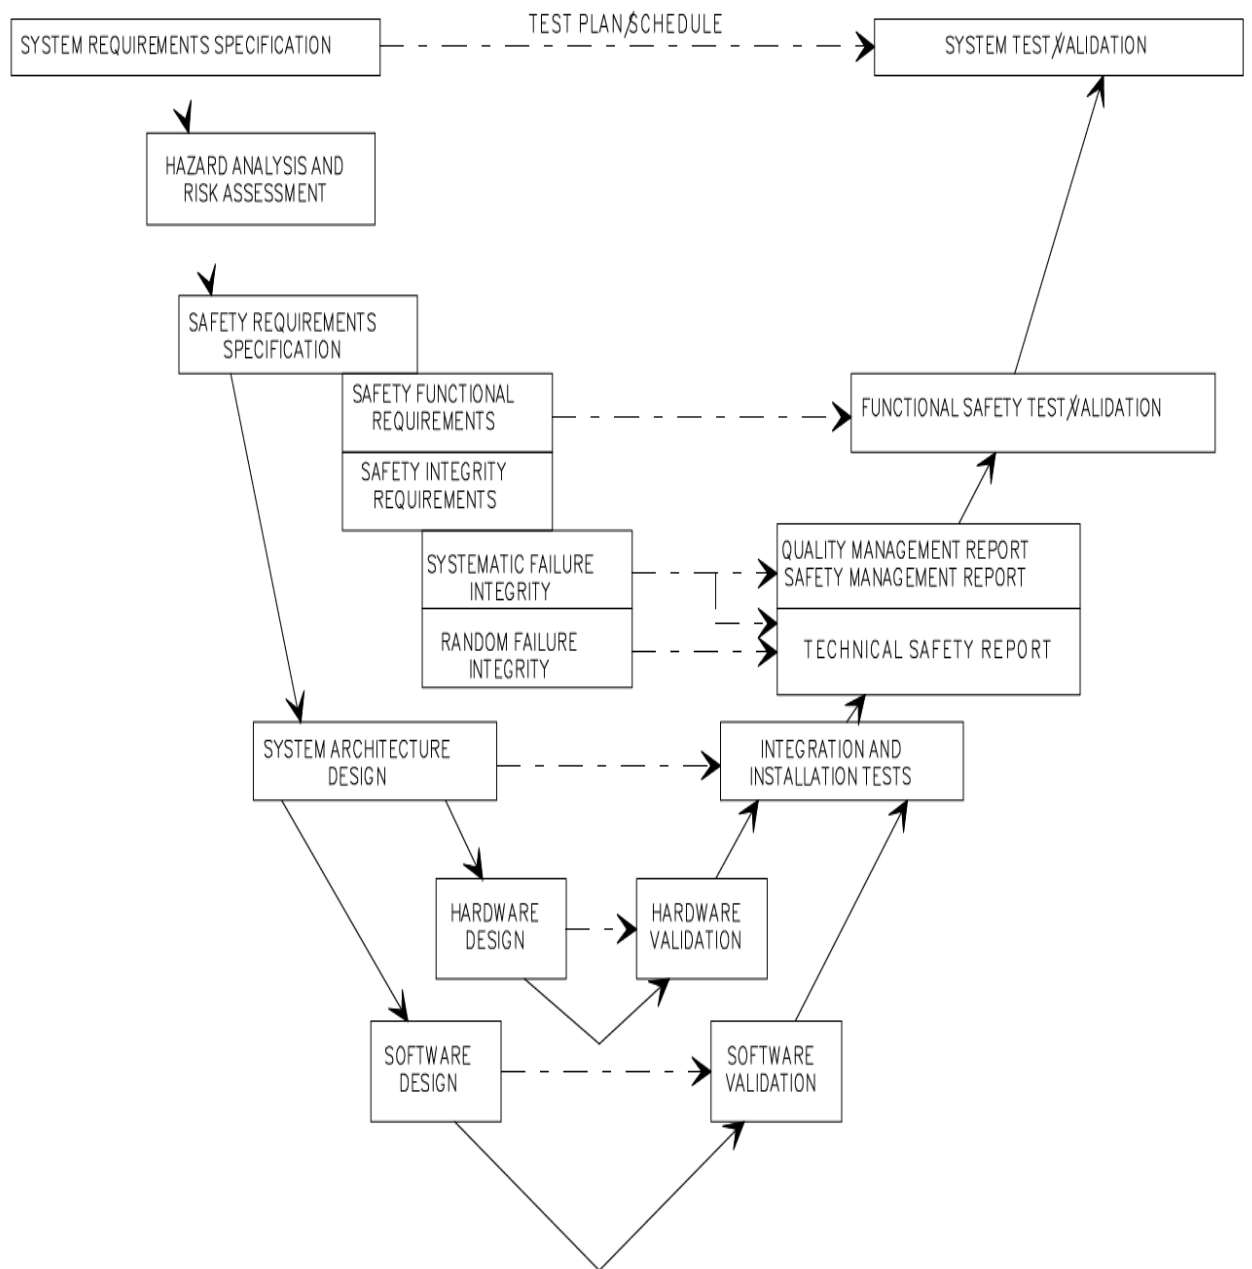 TEST PLAN/SCHEDULE
SYSTEM REQUIREMENTS SPECIFICATION
SYSTEM TEST/VALIDATION
HAZARD ANALYSIS AND
RISK ASSESSMENT
SAFETY REQUIREMENTS
SPECIFICATION
SAFETY FUNCTIONAL
REQUIREMENTS
FUNCTIONAL SAFETY TEST/VALIDATION
SAFETY INTEGRITY
REQUIREMENTS
SYSTEMATIC FAILURE
INTEGRITY
QUALITY MANAGEMENT REPORT
SAFETY MANAGEMENT REPORT
RANDOM FAILURE
INTEGRITY
TECHNICAL SAFETY REPORT
SYSTEM ARCHITECTURE
DESIGN
INTEGRATION AND
INSTALLATION TESTS
HARDWARE
DESIGN
HARDWARE
VALIDATION
SOFTWARE
DESIGN
SOFTWARE
VALIDATION